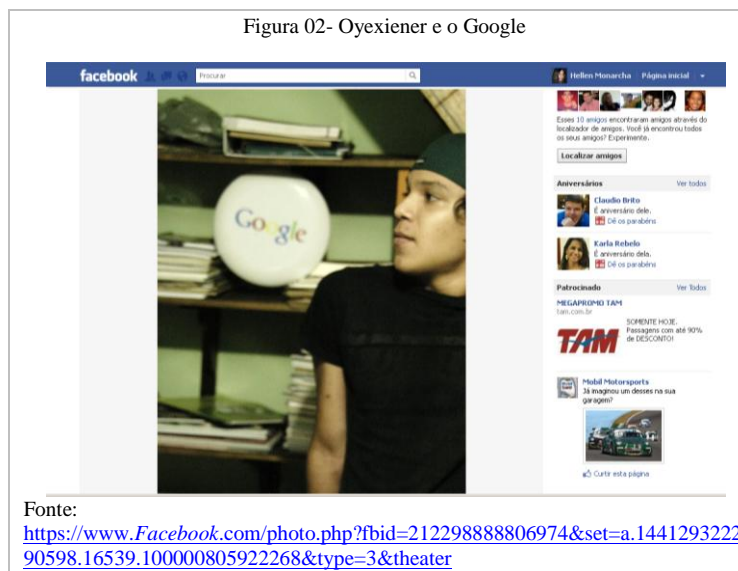 Figura 02- Oyexiener e o Google
facebook
Procurar
Hellen Monarcha
Página inicial
Google
Esses 10 amigos encontraram amigos através do
localizador de amigos. Você já encontrou todos
os seus amigos? Experimente.
Localizar amigos
Aniversários
Ver todos
Claudio Brito
É aniversário dele.
Dê os parabéns
Karla Rebelo
É aniversário dela.
Dê os parabéns
Patrocinado
Ver Todos
MEGAPROMO TAM
tam.com.br
TAM
SOMENTE HOJE.
Passagens com até 90%
de DESCONTO!
Mobil Motorsports
Já imaginou um desses na sua
garagem?
Curtir esta página
Fonte:
https://www.Facebook.com/photo.php?fbid=212298888806974&set=a.1441293222
90598.16539.100000805922268&type=3&theater